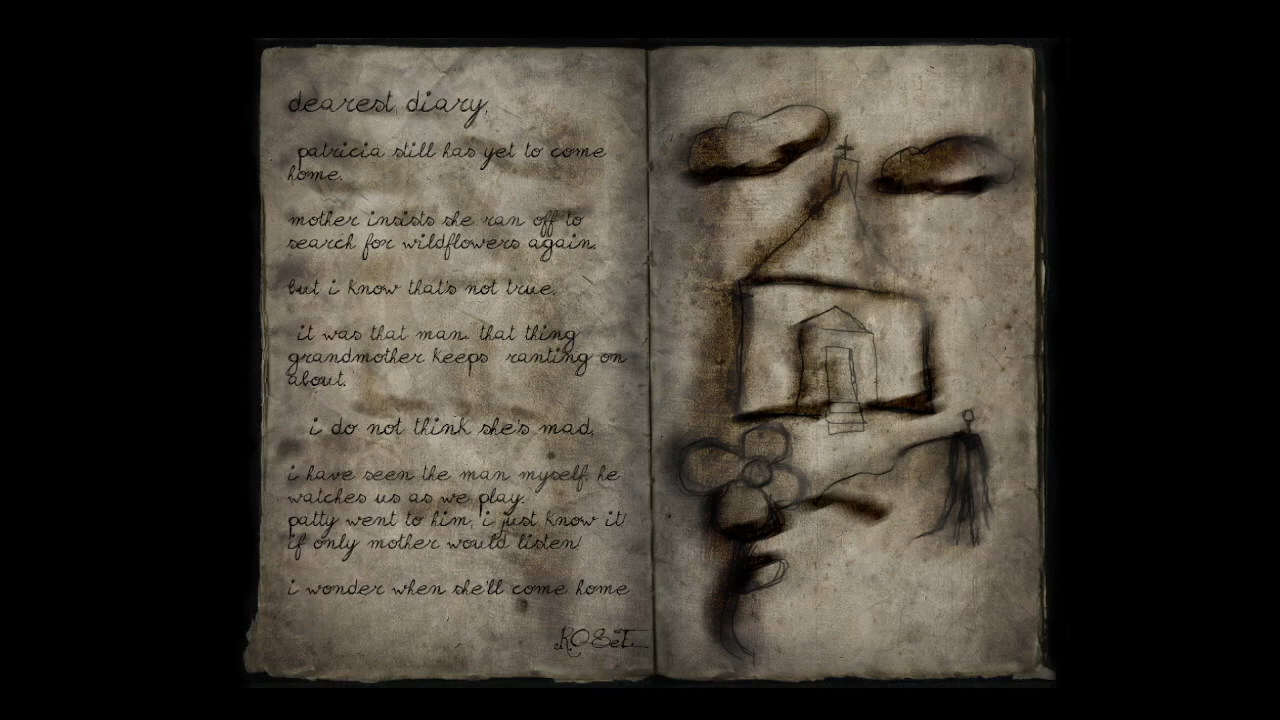 dearest diary,
patricia still has yet to come
home.
mother insists she ran off to
search for wildflowers again.
but i know that's not true.
it was that man. that thing
grandmother keeps ranting on
about.
i do not think she's mad,
i have seen the man myself. he
watches us as we play.
patty went to him, i just know it!
if only mother would listen!
i wonder when she'll come home
ROSeE